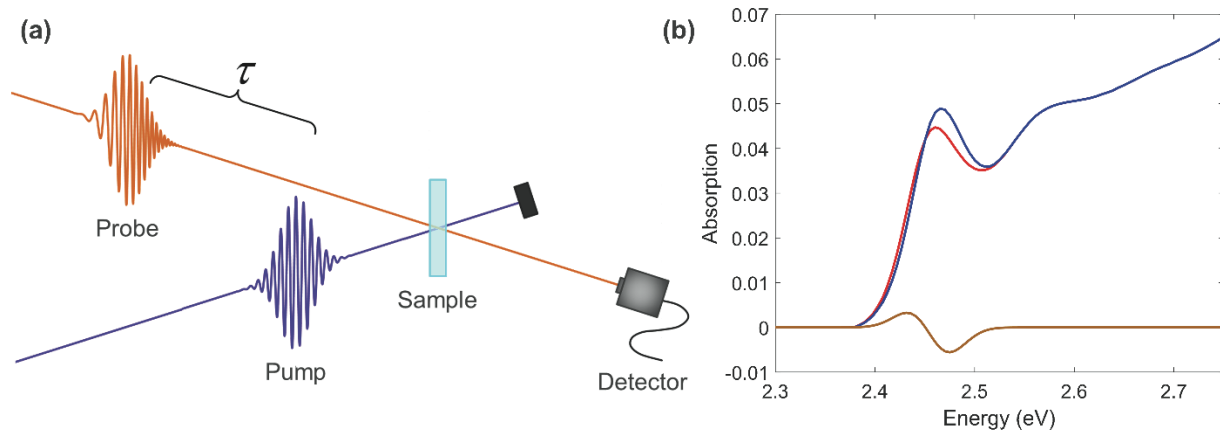 (a)
τ
Probe
Pump
Sample
Detector
(b)
0.07
0.06
0.05
0.04
0.03
0.02
0.01
0
-0.01
Absorption
2.3 2.4 2.5 2.6 2.7
Energy (eV)